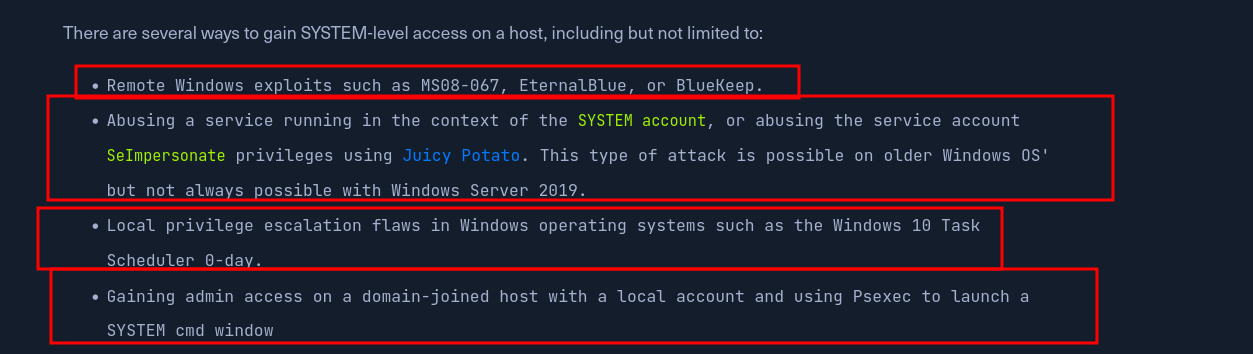 There are several ways to gain SYSTEM-level access on a host, including but not limited to:
• Remote Windows exploits such as MS08-067, EternalBlue, or BlueKeep.
• Abusing a service running in the context of the SYSTEM account, or abusing the service account
SeImpersonate privileges using Juicy Potato. This type of attack is possible on older Windows OS'
but not always possible with Windows Server 2019.
• Local privilege escalation flaws in Windows operating systems such as the Windows 10 Task
Scheduler 0-day.
• Gaining admin access on a domain-joined host with a local account and using Psexec to launch a
SYSTEM cmd window